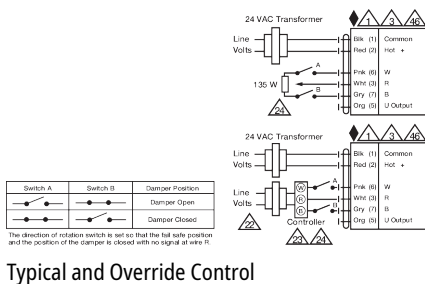 24 VAC Transformer
1 3 46
Line
Volts
Blk (1) Common
Red (2) Hot +
A
Pnk (6) W
135 W
Wht (3) R
B
Gry (7) B
Org (5) U Output
24
24 VAC Transformer
1 3 46
Line
Volts
Blk (1) Common
Red (2) Hot +
W A Pnk (6) W
Line
Volts
R Wht (3) R
B B Gry (7) B
Org (5) U Output
22
Controller
23 24
Switch A Switch B Damper Position
Damper Open
Damper Closed
The direction of rotation switch is set so that the fail safe position
and the position of the damper is closed with no signal at wire R.
Typical and Override Control